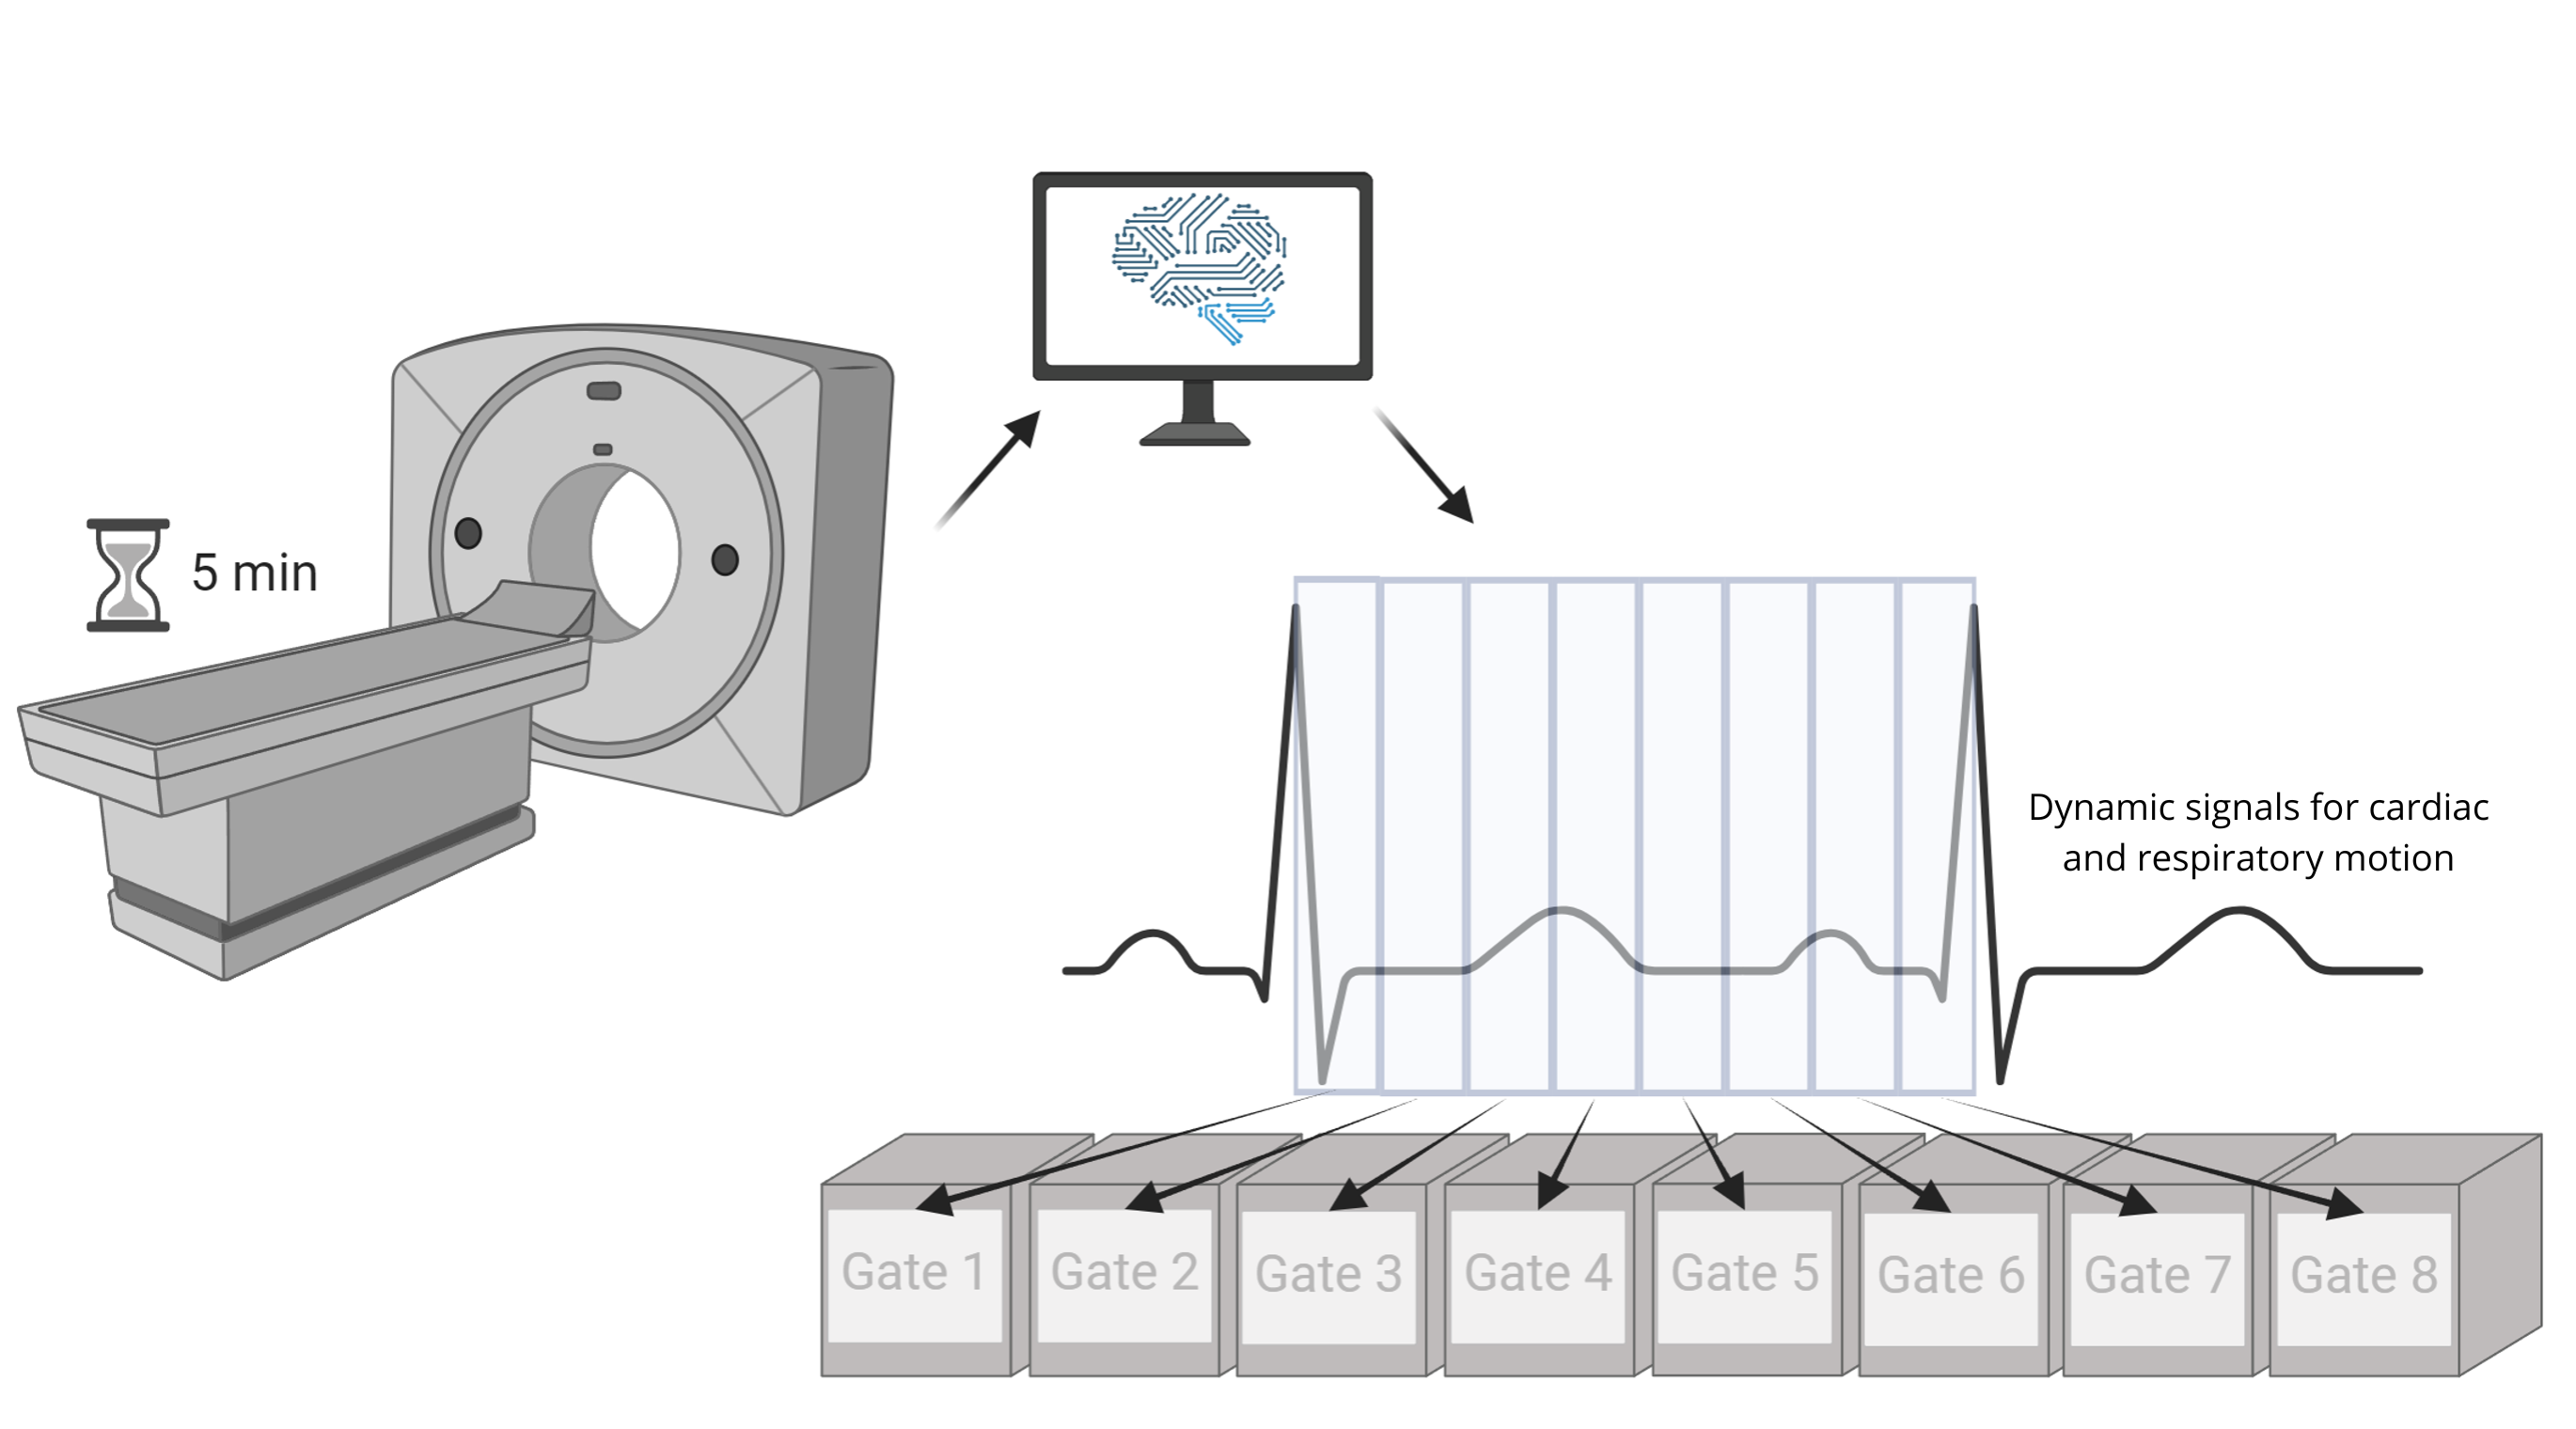 5 min
Dynamic signals for cardiac
and respiratory motion
Gate 1
Gate 2
Gate 3
Gate 4
Gate 5
Gate 6
Gate 7
Gate 8